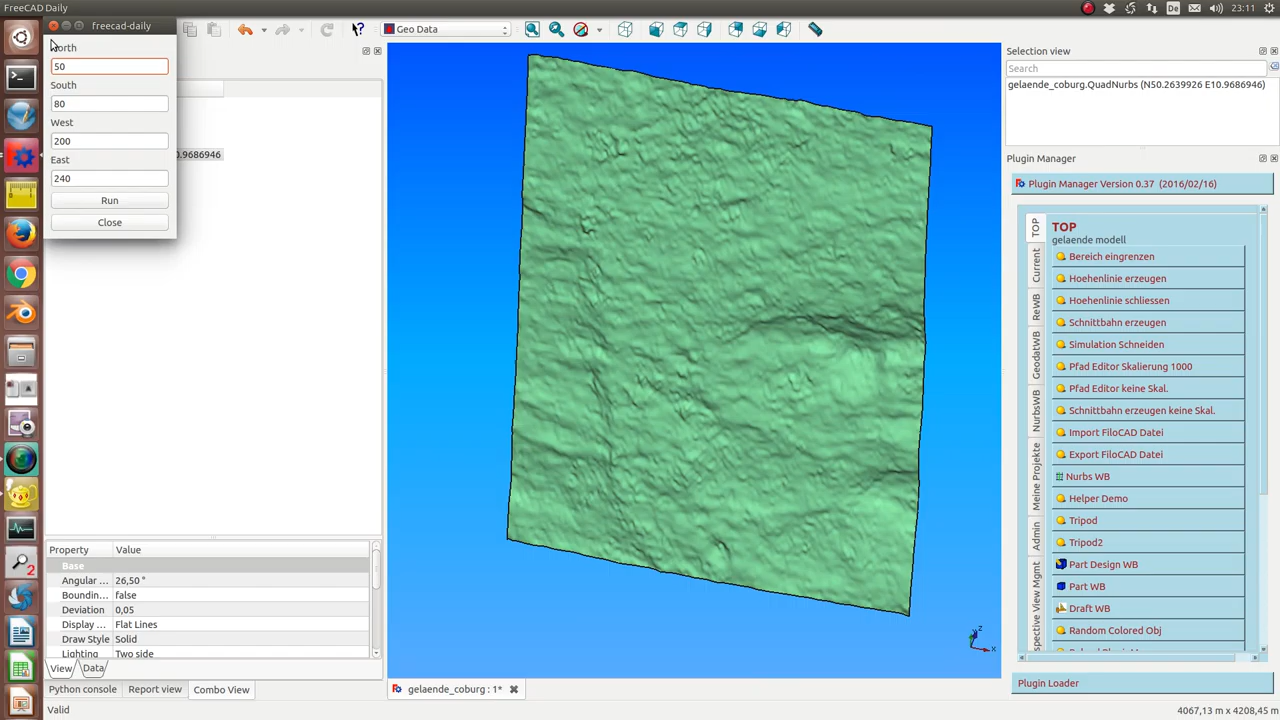 FreeCAD Daily
De
23:11
freecad-daily
North
50
South
80
West
200
East
240
Run
Close
Geo Data
0.9686946
Selection view
Search
gelaende_coburg.QuadNurbs (N50.2639926 E10.9686946)
Plugin Manager
Plugin Manager Version 0.37 (2016/02/16)
TOP
Current
ReWB
GeodatWB
NurbsWB
Meine Projekte
Admin
spective View Mgmt
TOP
gelaende modell
Bereich eingrenzen
Hoehenlinie erzeugen
Hoehenlinie schliessen
Schnittbahn erzeugen
Simulation Schneiden
Pfad Editor Skalierung 1000
Pfad Editor keine Skal.
Schnittbahn erzeugen keine Skal.
Import FiloCAD Datei
Export FiloCAD Datei
Nurbs WB
Helper Demo
Tripod
Tripod2
Part Design WB
Part WB
Draft WB
Random Colored Obj
Plugin Loader
Property Value
Base
Angular ... 26,50 °
Boundin... false
Deviation 0,05
Display ... Flat Lines
Draw Style Solid
Lighting Two side
View Data
Python console Report view Combo View
gelaende_coburg : 1*
z
x
2
Valid
4067,13 m x 4208,45 m